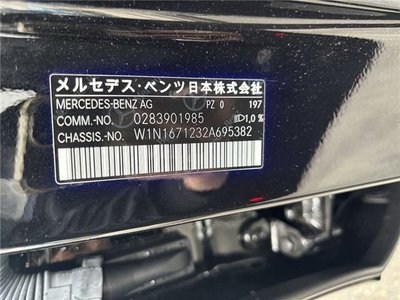 メルセデス・ベンツ日本株式会社
MERCEDES-BENZ AG PZ 0 197
COMM.-NO. 0283901985 1,0 %
CHASSIS.-NO. W1N1671232A695382